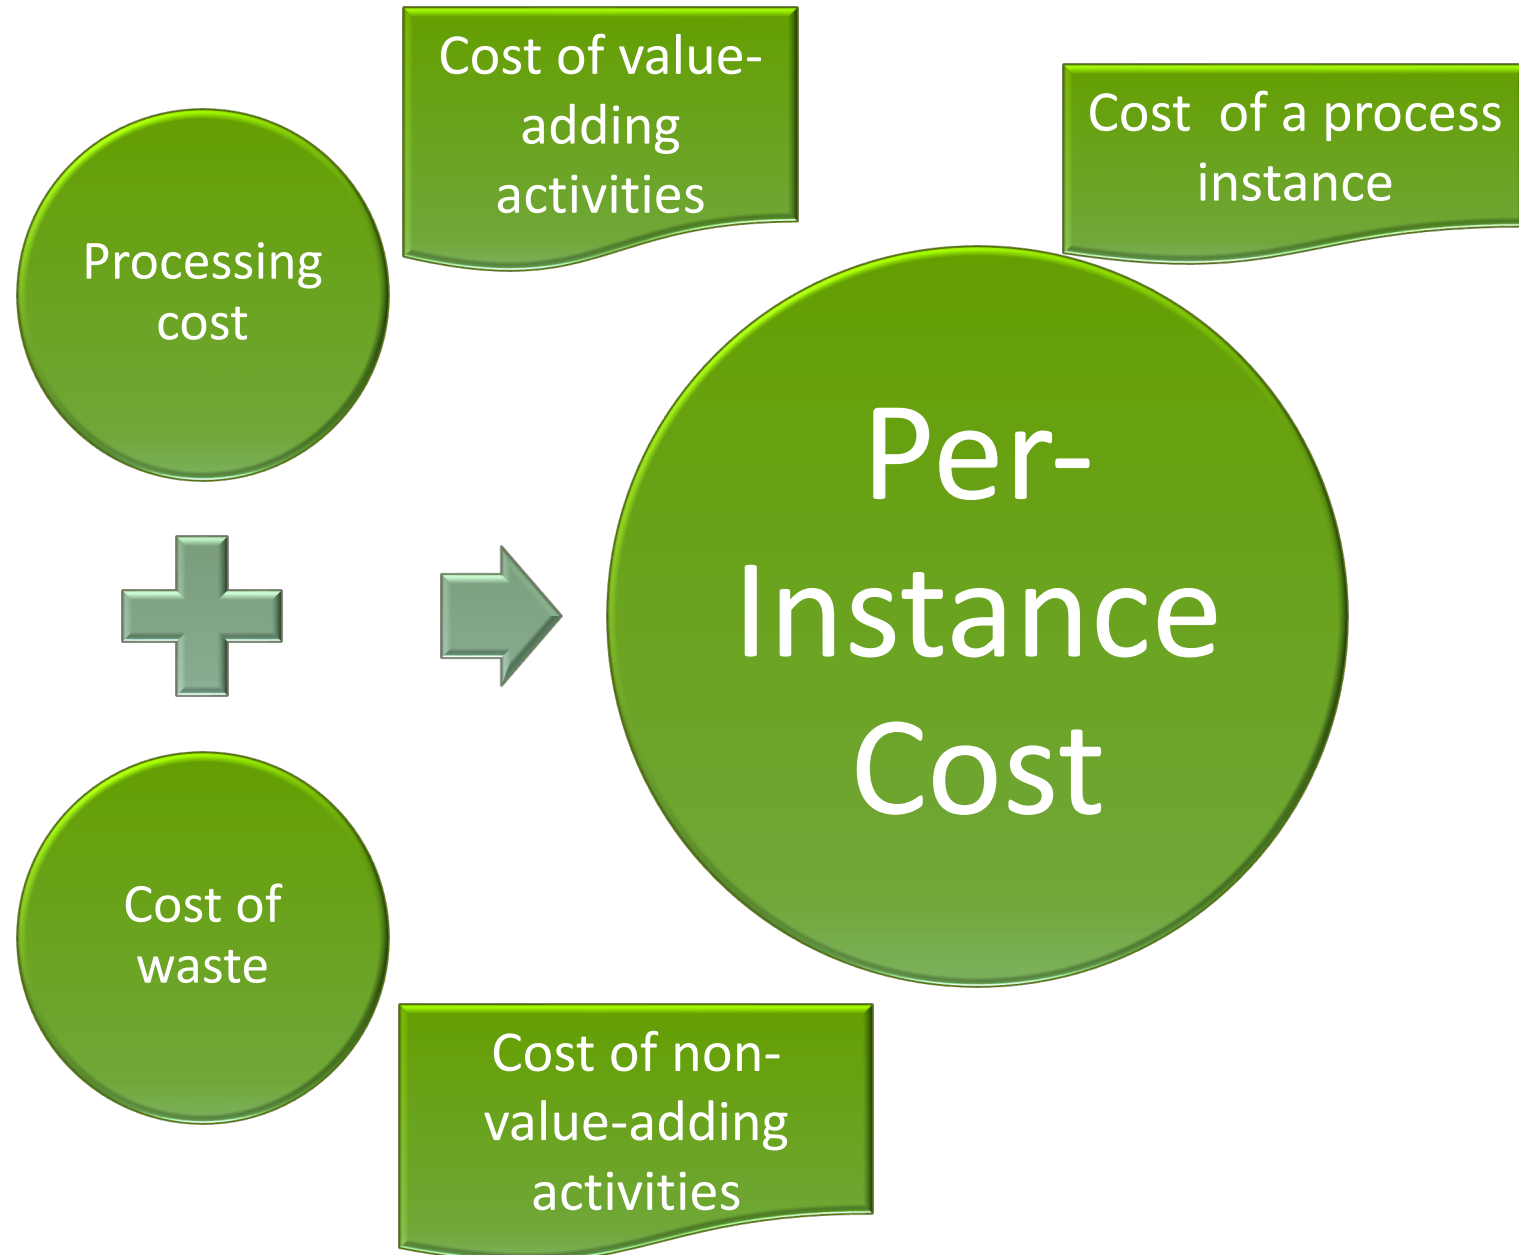 Cost of value-
adding
activities
Cost  of a process
instance
Processing
cost
Per-
Instance
Cost
Cost of
waste
Cost of non-
value-adding
activities